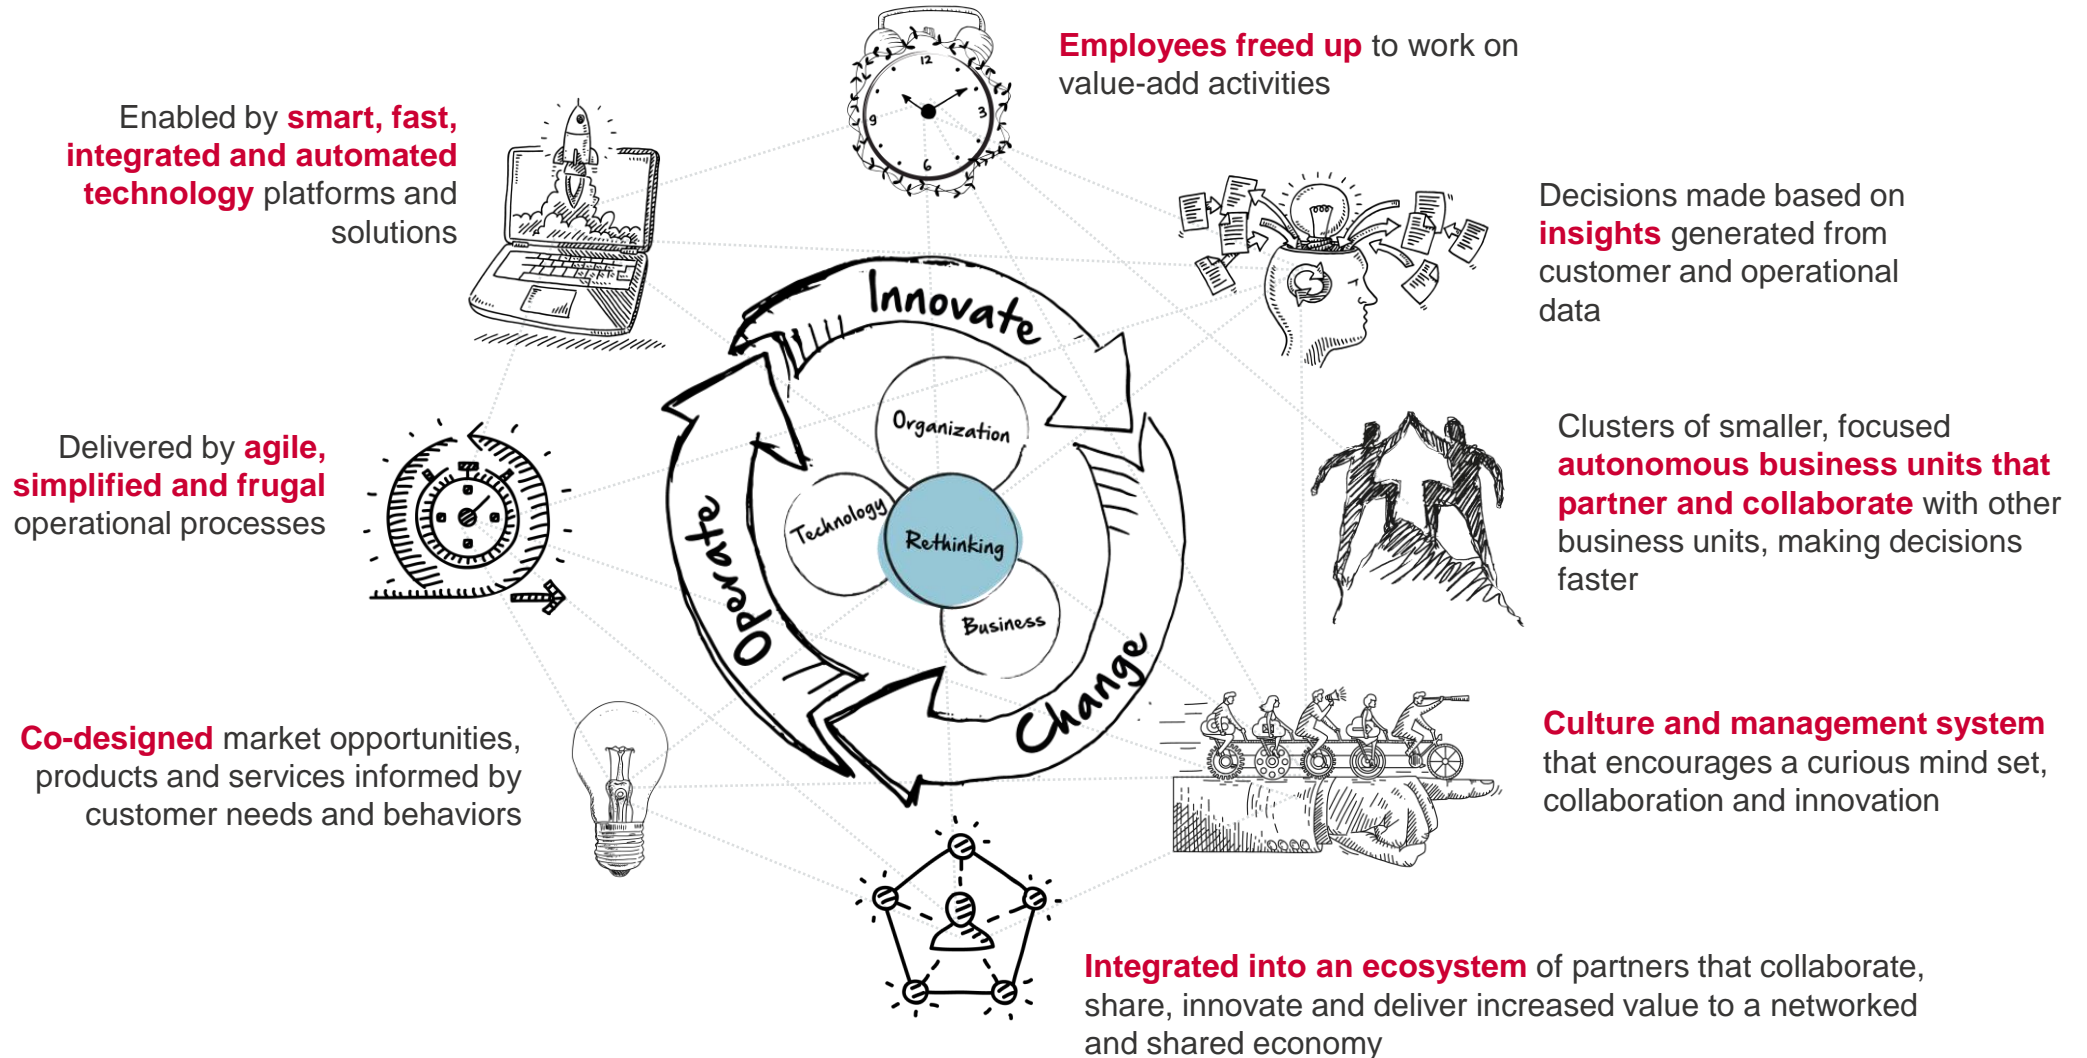 Employees freed up to work on
value-add activities
Enabled by smart, fast,
integrated and automated
technology platforms and
solutions
12
3
6
9
Decisions made based on
insights generated from
customer and operational
data
Innovate
Organization
Technology
Rethinking
Business
Operate
Change
Delivered by agile,
simplified and frugal
operational processes
Clusters of smaller, focused
autonomous business units that
partner and collaborate with other
business units, making decisions
faster
Co-designed market opportunities,
products and services informed by
customer needs and behaviors
Culture and management system
that encourages a curious mind set,
collaboration and innovation
Integrated into an ecosystem of partners that collaborate,
share, innovate and deliver increased value to a networked
and shared economy